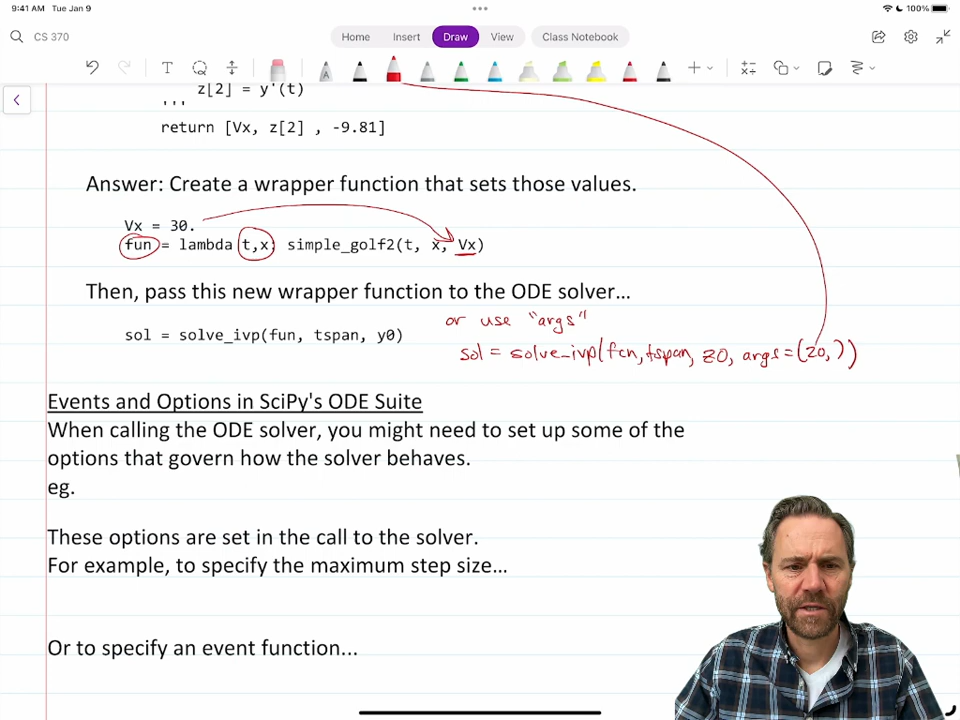 9:41 AM Tue Jan 9
100%
CS 370
Home Insert Draw View Class Notebook
A
z[2] = y'(t)
'''
return [Vx, z[2] , -9.81]
Answer: Create a wrapper function that sets those values.
Vx = 30.
fun = lambda t,x: simple_golf2(t, x, Vx)
Then, pass this new wrapper function to the ODE solver...
or use "args"
sol = solve_ivp(fun, tspan, y0)
sol = solve_ivp(fcn, tspan, z0, args=(20,))
Events and Options in SciPy's ODE Suite
When calling the ODE solver, you might need to set up some of the
options that govern how the solver behaves.
eg.
These options are set in the call to the solver.
For example, to specify the maximum step size...
Or to specify an event function...